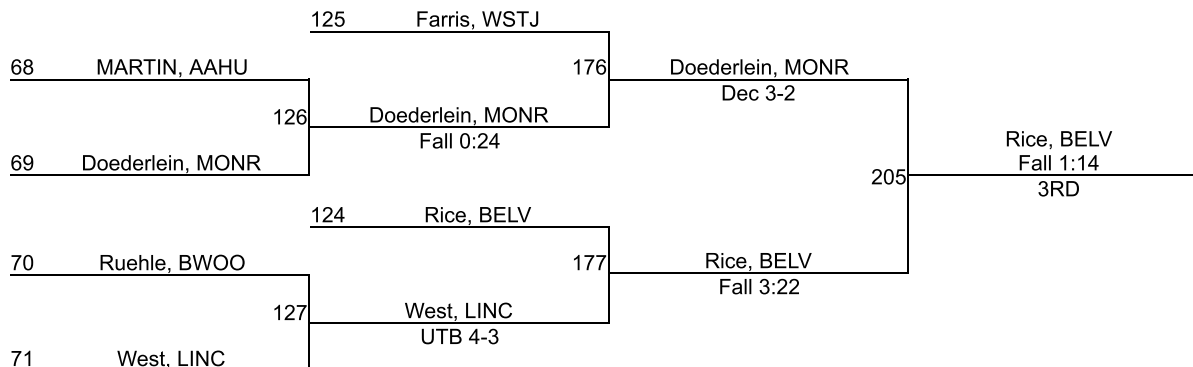 125 Farris, WSTJ
68 MARTIN, AAHU
176 Doederlein, MONR
Dec 3-2
126 Doederlein, MONR
Fall 0:24
69 Doederlein, MONR
Rice, BELV
Fall 1:14
205
3RD
124 Rice, BELV
70 Ruehle, BWOO
177 Rice, BELV
Fall 3:22
127 West, LINC
UTB 4-3
71 West, LINC